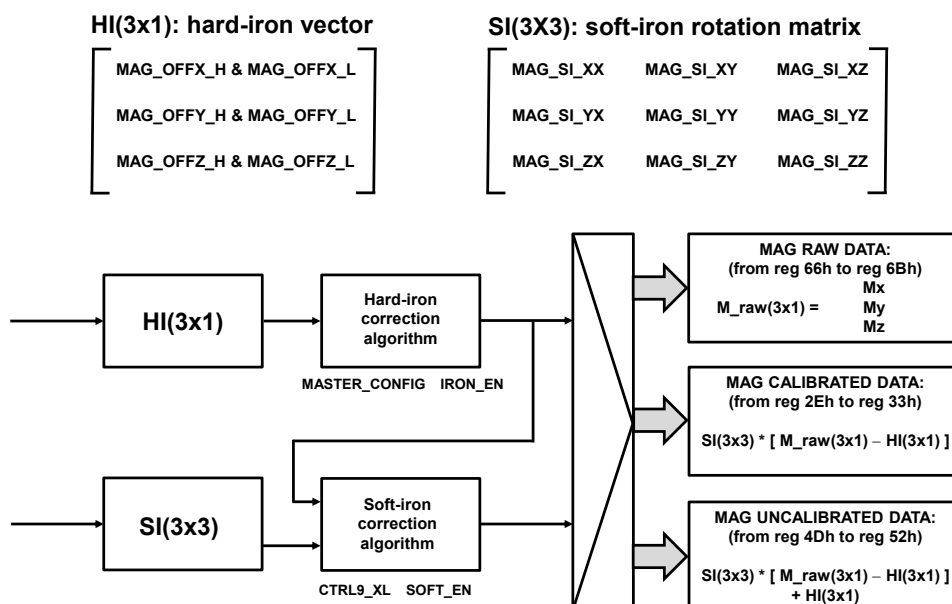 HI(3x1): hard-iron vector
MAG_OFFX_H & MAG_OFFX_L
MAG_OFFY_H & MAG_OFFY_L
MAG_OFFZ_H & MAG_OFFZ_L
SI(3X3): soft-iron rotation matrix
MAG_SI_XX MAG_SI_XY MAG_SI_XZ
MAG_SI_YX MAG_SI_YY MAG_SI_YZ
MAG_SI_ZX MAG_SI_ZY MAG_SI_ZZ
HI(3x1)
Hard-iron
correction
algorithm
MASTER_CONFIG IRON_EN
SI(3x3)
Soft-iron
correction
algorithm
CTRL9_XL SOFT_EN
MAG RAW DATA:
(from reg 66h to reg 6Bh)
Mx
M_raw(3x1) = My
Mz
MAG CALIBRATED DATA:
(from reg 2Eh to reg 33h)
SI(3x3) * [ M_raw(3x1) – HI(3x1) ]
MAG UNCALIBRATED DATA:
(from reg 4Dh to reg 52h)
SI(3x3) * [ M_raw(3x1) – HI(3x1) ]
+ HI(3x1)